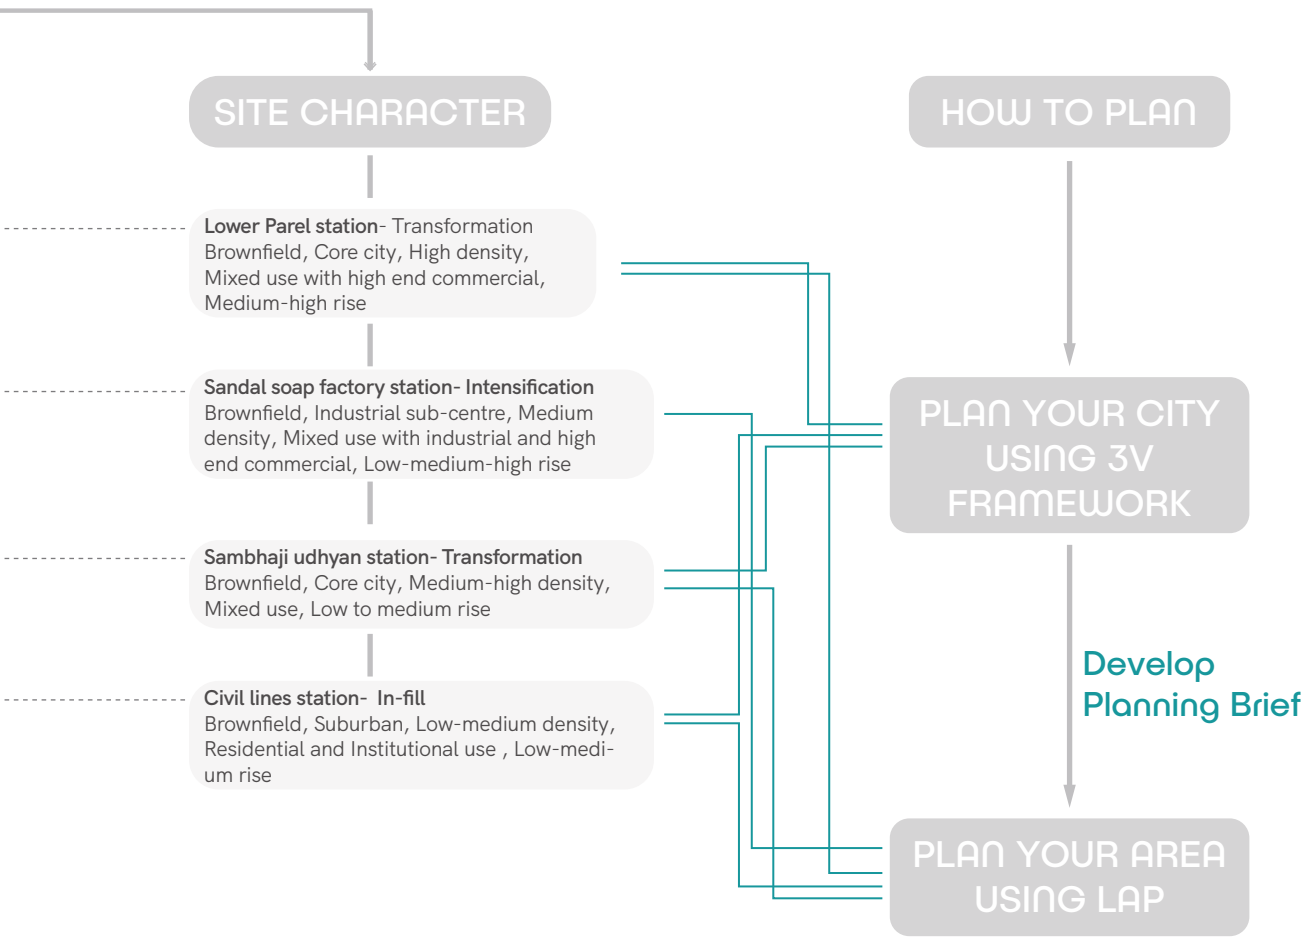 SITE CHARACTER
Lower Parel station- Transformation
Brownfield, Core city, High density,
Mixed use with high end commercial,
Medium-high rise
Sandal soap factory station- Intensification
Brownfield, Industrial sub-centre, Medium
density, Mixed use with industrial and high
end commercial, Low-medium-high rise
Sambhaji udhyan station- Transformation
Brownfield, Core city, Medium-high density,
Mixed use, Low to medium rise
Civil lines station-  In-fill
Brownfield, Suburban, Low-medium density,
Residential and Institutional use , Low-medi-
um rise
HOW TO PLAN
PLAN YOUR CITY
USING 3V
FRAMEWORK
Develop
Planning Brief
PLAN YOUR AREA
USING LAP